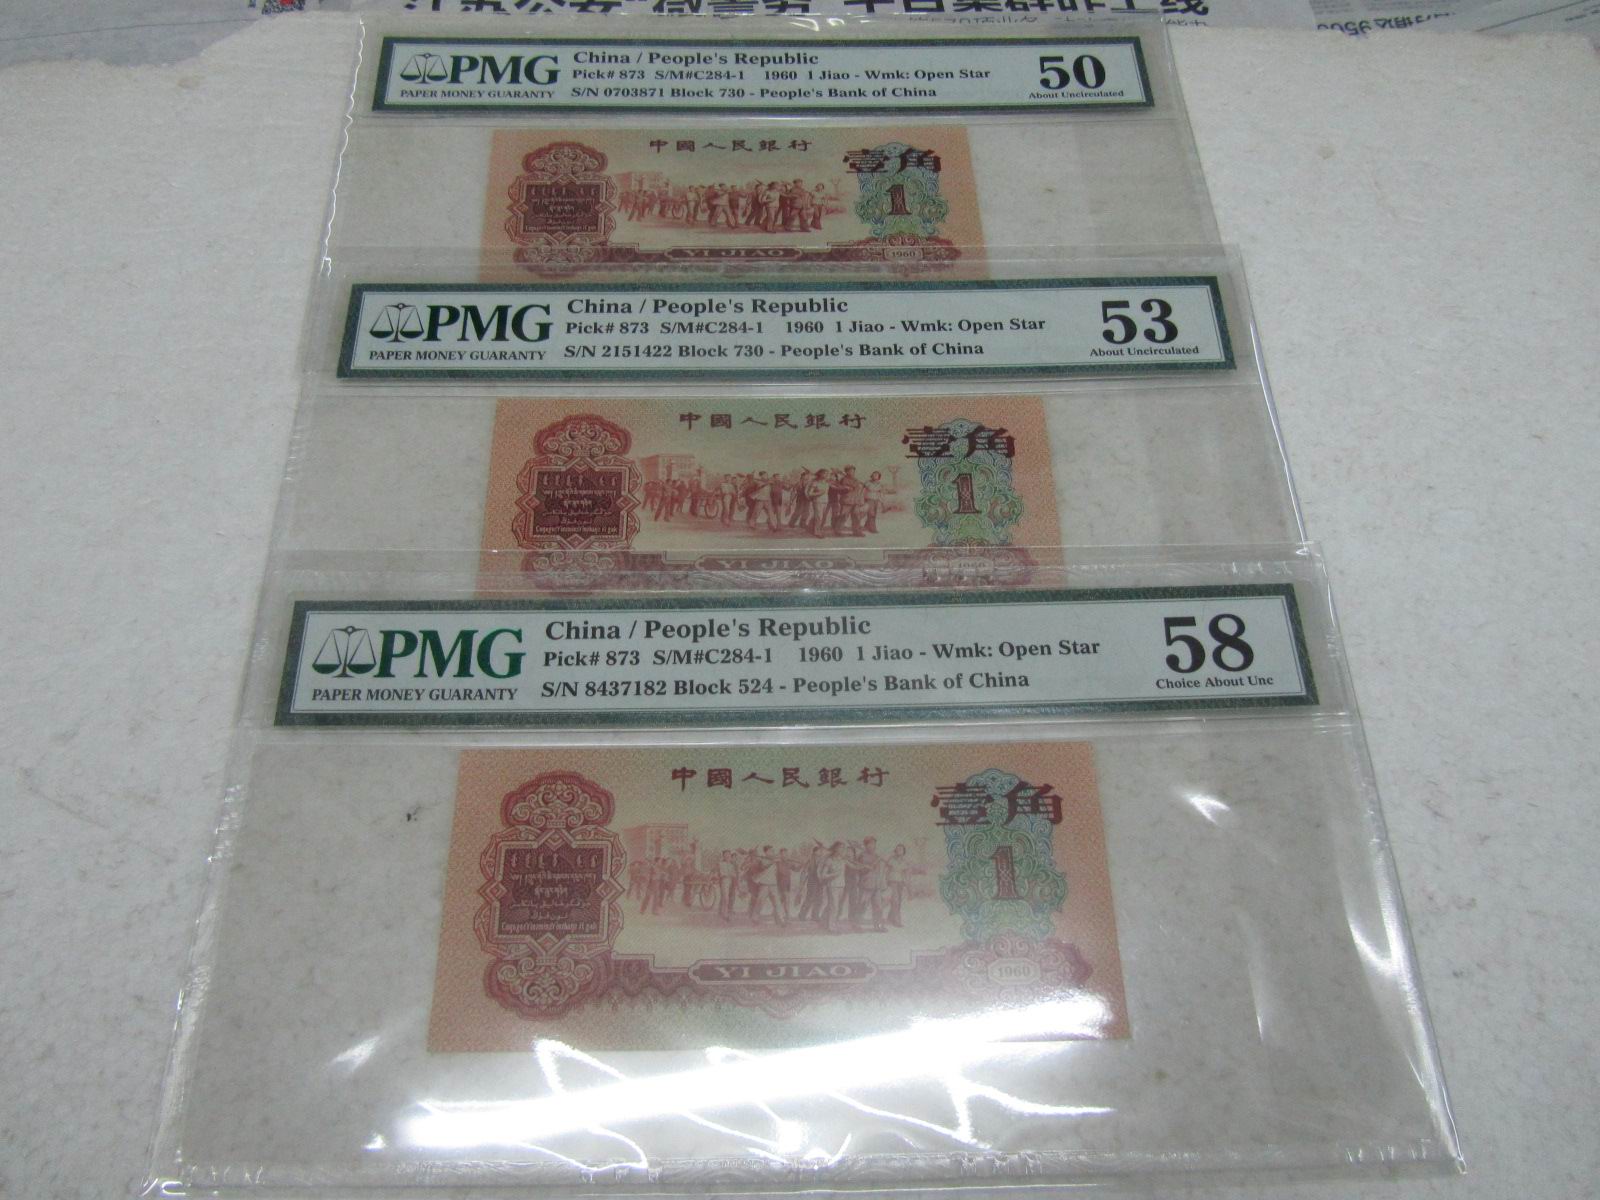 PMG
PAPER MONEY GUARANTY
China / People's Republic
Pick# 873 S/M#C284-1 1960 1 Jiao - Wmk: Open Star
S/N 0703871 Block 730 - People's Bank of China
50
About Uncirculated
中國人民銀行
壹角
1
YI JIAO
1960
PMG
PAPER MONEY GUARANTY
China / People's Republic
Pick# 873 S/M#C284-1 1960 1 Jiao - Wmk: Open Star
S/N 2151422 Block 730 - People's Bank of China
53
About Uncirculated
中國人民銀行
壹角
1
YI JIAO
1960
PMG
PAPER MONEY GUARANTY
China / People's Republic
Pick# 873 S/M#C284-1 1960 1 Jiao - Wmk: Open Star
S/N 8437182 Block 524 - People's Bank of China
58
Choice About Unc
中國人民銀行
壹角
1
YI JIAO
1960